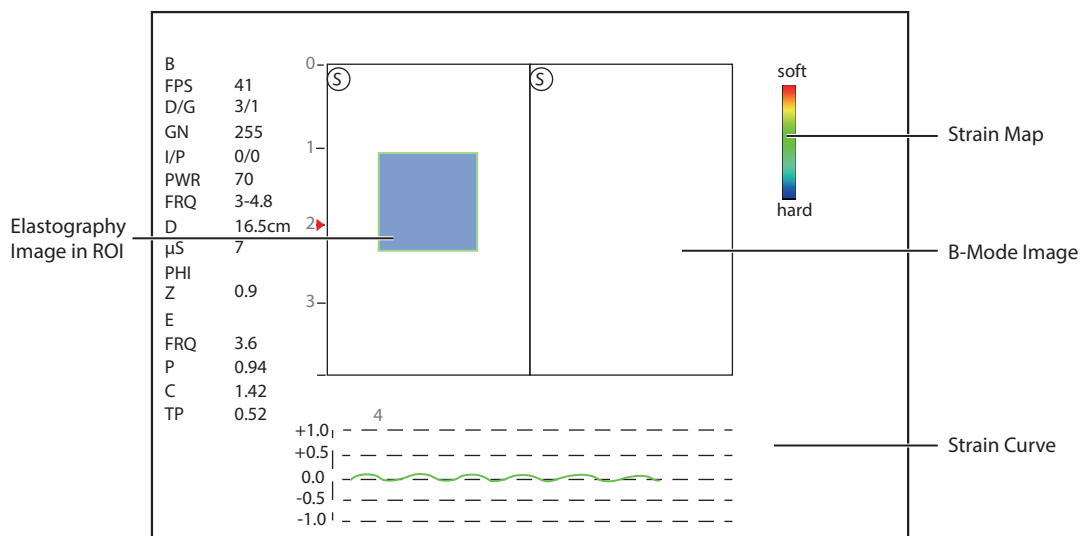 B
FPS 41
D/G 3/1
GN 255
I/P 0/0
PWR 70
FRQ 3-4.8
D 16.5cm
µS 7
PHI
Z 0.9
E
FRQ 3.6
P 0.94
C 1.42
TP 0.52
Elastography
Image in ROI
0
1
2
3
4
S
S
soft
hard
Strain Map
B-Mode Image
Strain Curve
+1.0
+0.5
0.0
-0.5
-1.0